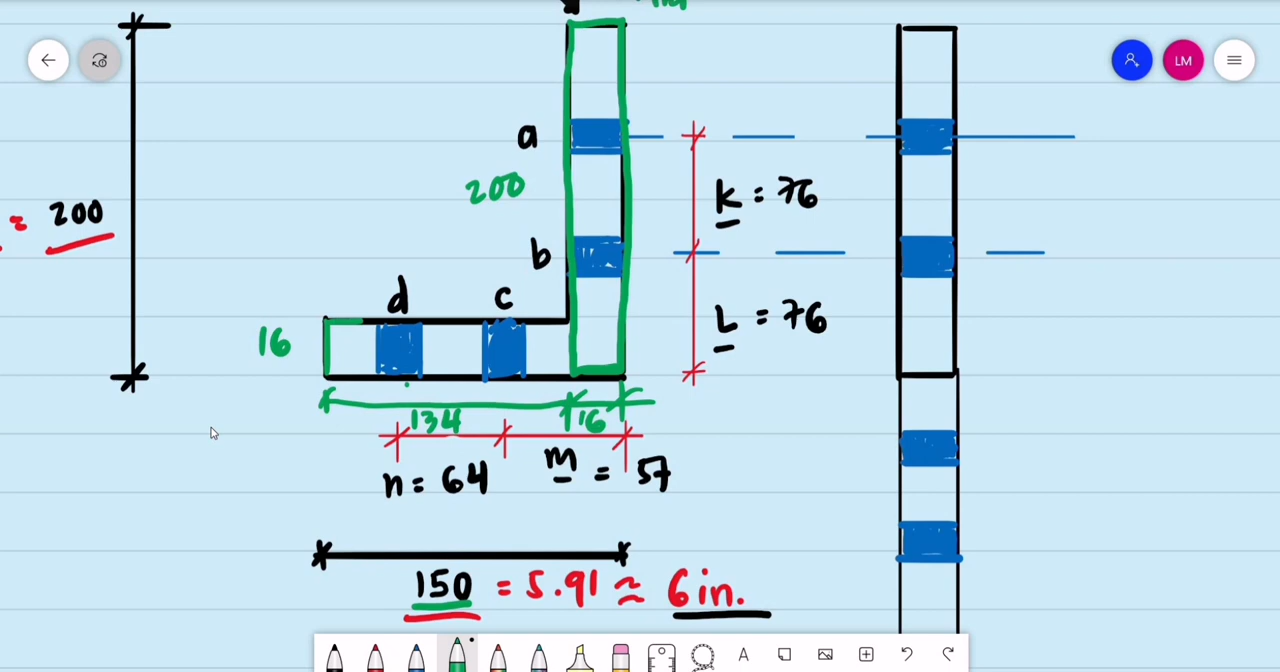 LM
a
200
K = 76
≈ 200
b
d
c
L = 76
16
134
16
n = 64
m = 57
150 = 5.91 ≈ 6 in.
A